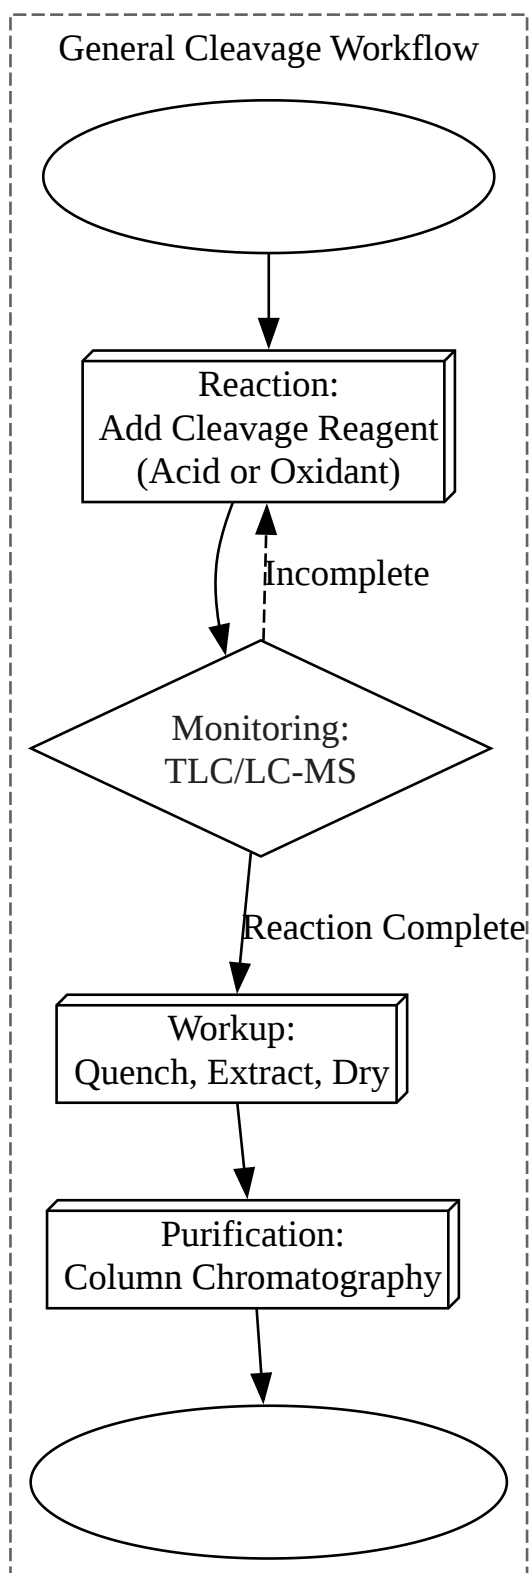 General Cleavage Workflow
Reaction:
Add Cleavage Reagent
(Acid or Oxidant)
Incomplete
Monitoring:
TLC/LC-MS
Reaction Complete
Workup:
Quench, Extract, Dry
Purification:
Column Chromatography